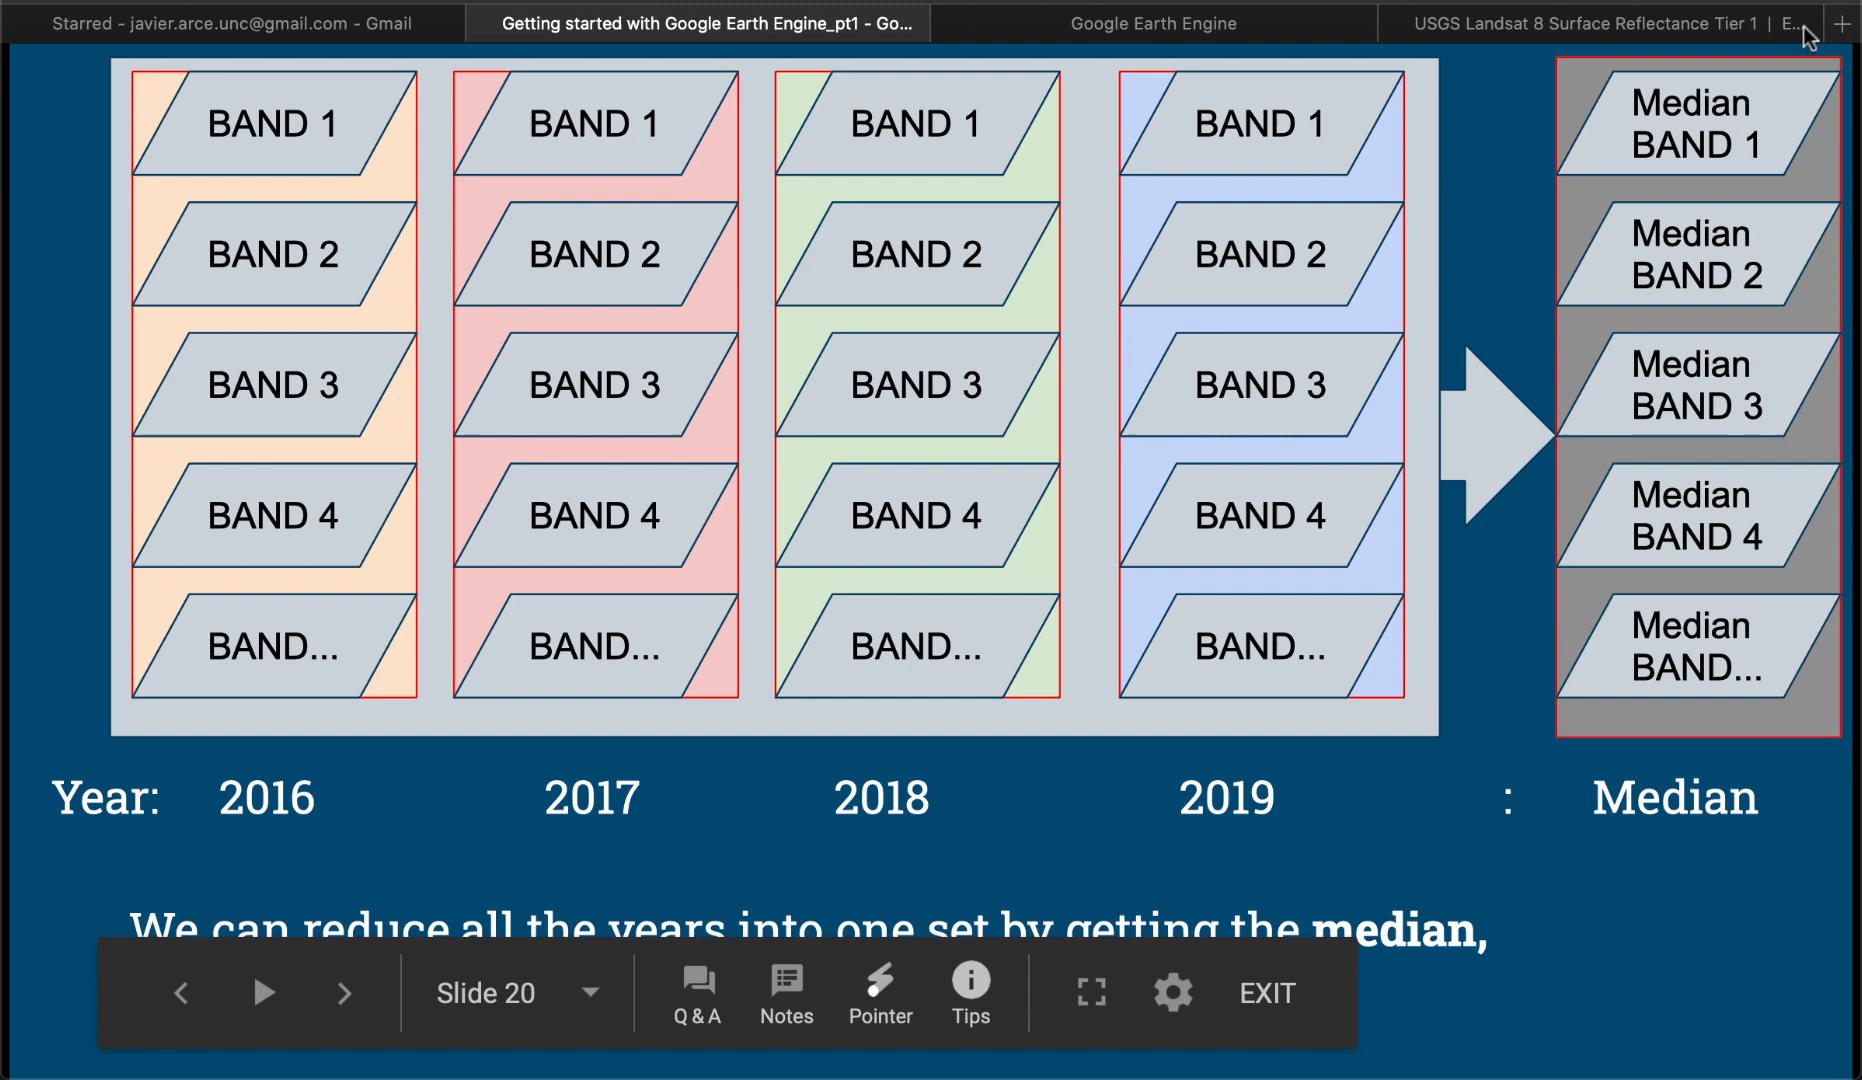 Starred - javier.arce.unc@gmail.com - Gmail
Getting started with Google Earth Engine_pt1 - Go...
Google Earth Engine
USGS Landsat 8 Surface Reflectance Tier 1 | E...
BAND 1 BAND 1 BAND 1 BAND 1 Median
BAND 1
BAND 2 BAND 2 BAND 2 BAND 2 Median
BAND 2
BAND 3 BAND 3 BAND 3 BAND 3 Median
BAND 3
BAND 4 BAND 4 BAND 4 BAND 4 Median
BAND 4
BAND... BAND... BAND... BAND... Median
BAND...
Year: 2016 2017 2018 2019 : Median
We can reduce all the years into one set by getting the median,
Slide 20
Q & A Notes Pointer Tips
EXIT